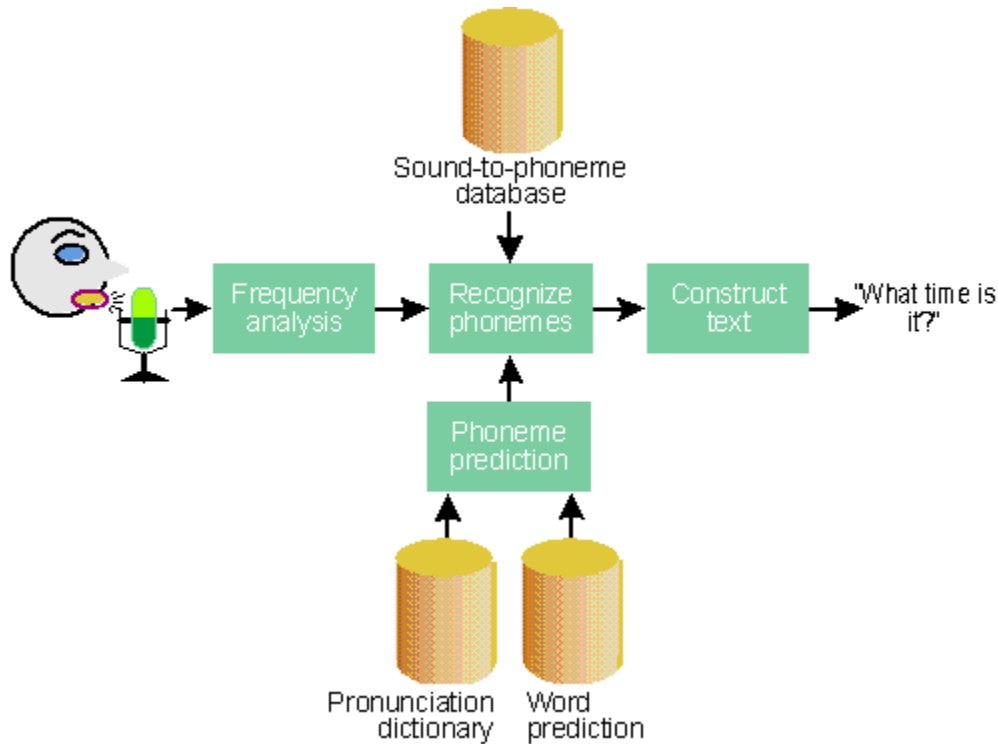 Sound-to-phoneme
database
Frequency
analysis
Recognize
phonemes
Construct
text
"What time is
it?"
Phoneme
prediction
Pronunciation
dictionary
Word
prediction